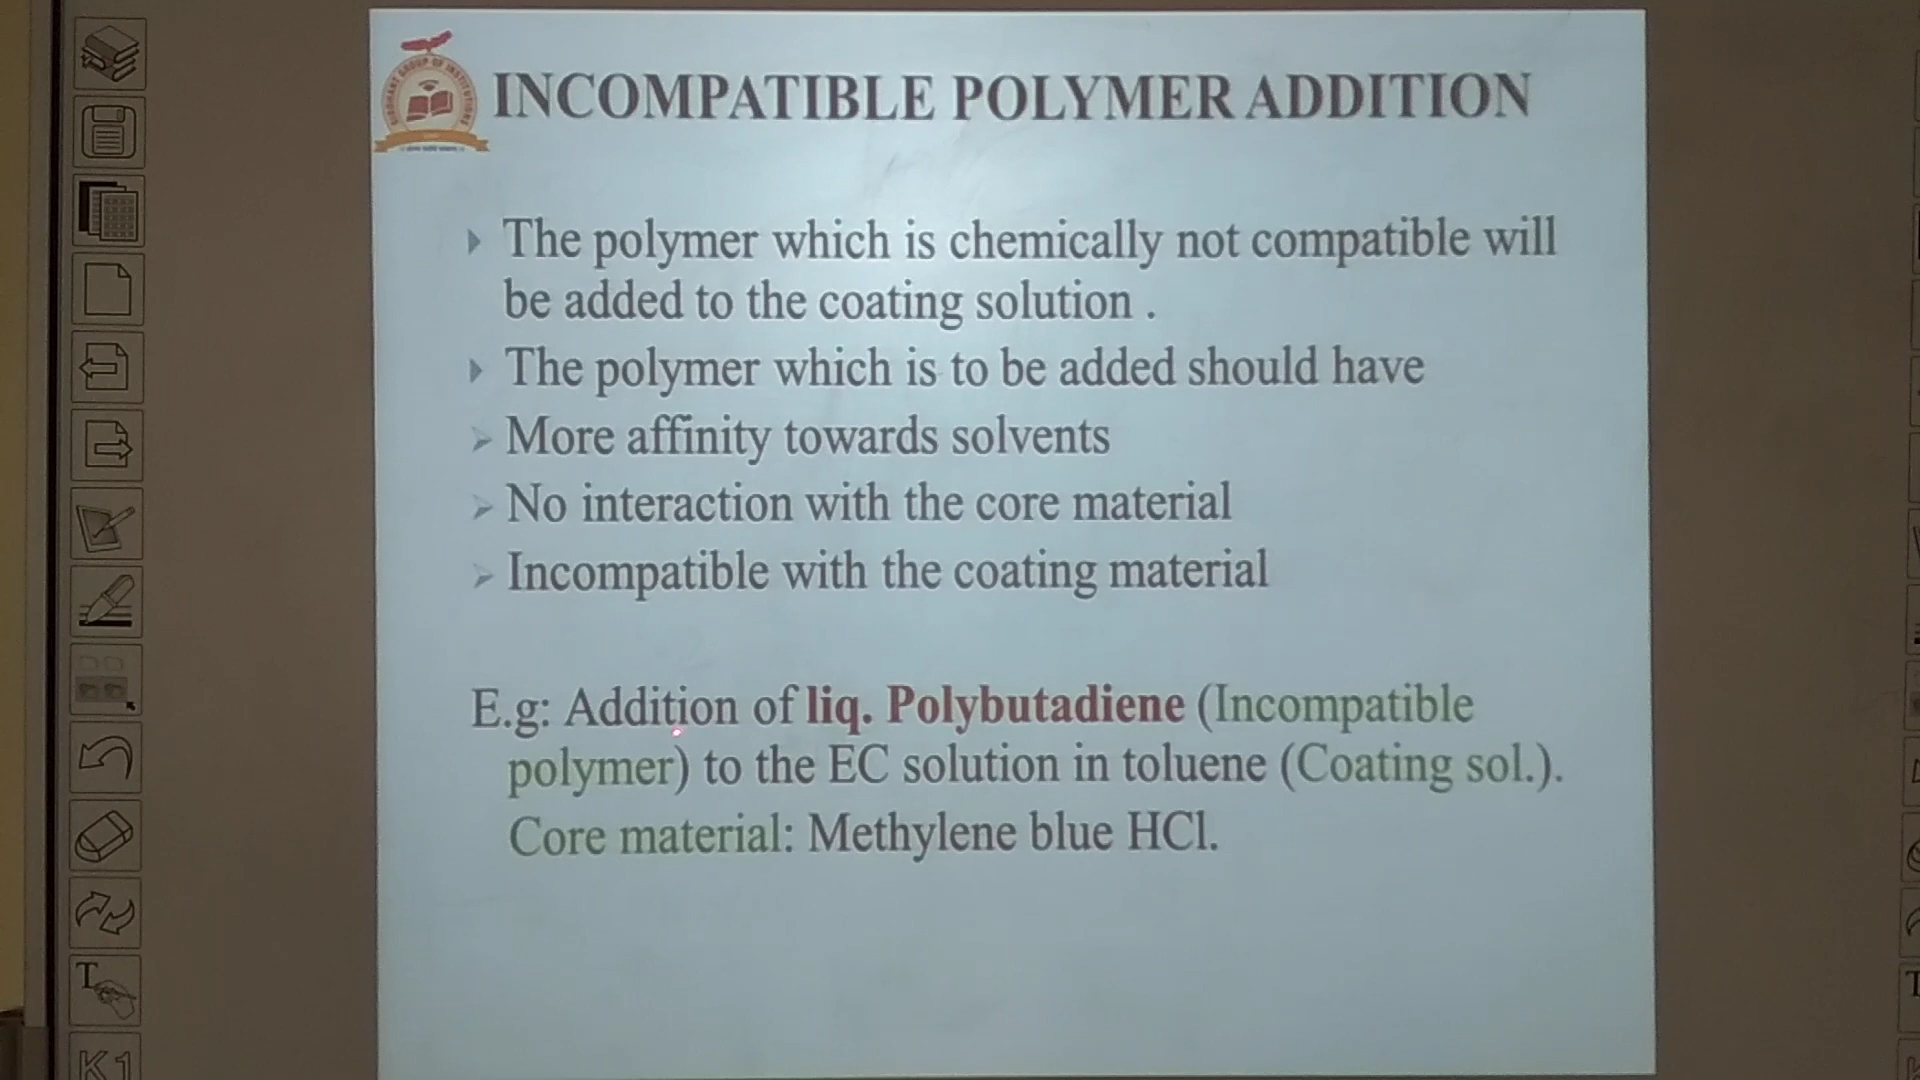 INCOMPATIBLE POLYMER ADDITION
The polymer which is chemically not compatible will
be added to the coating solution .
The polymer which is to be added should have
More affinity towards solvents
No interaction with the core material
Incompatible with the coating material
E.g: Addition of liq. Polybutadiene (Incompatible
polymer) to the EC solution in toluene (Coating sol.).
Core material: Methylene blue HCl.
T
K1
T